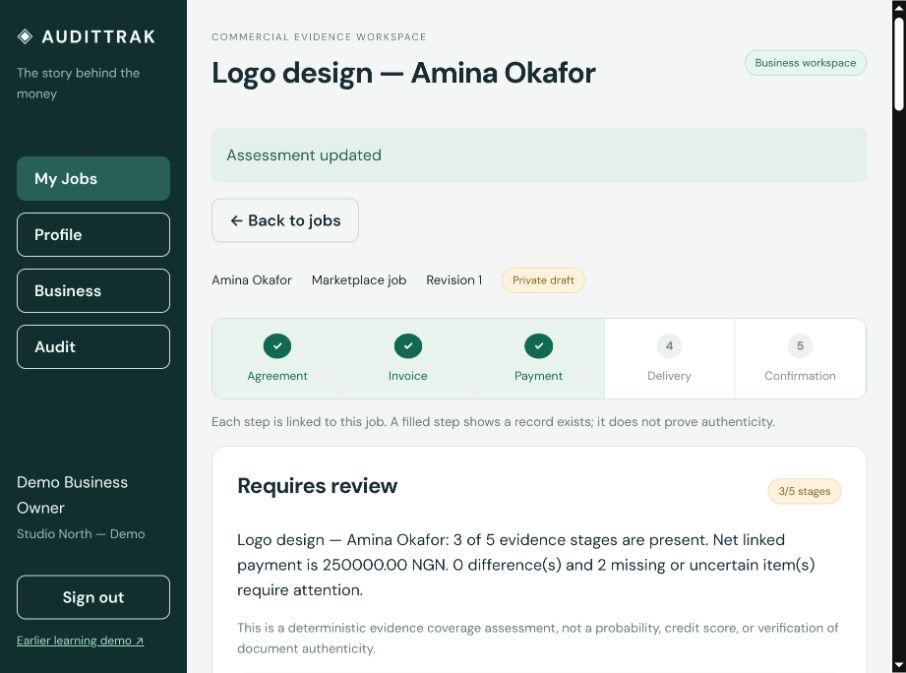 AUDITTRAK
The story behind the
money
My Jobs
Profile
Business
Audit
Demo Business
Owner
Studio North — Demo
Sign out
Earlier learning demo ↗
COMMERCIAL EVIDENCE WORKSPACE
Logo design — Amina Okafor
Business workspace
Assessment updated
← Back to jobs
Amina Okafor Marketplace job Revision 1 Private draft
✓ ✓ ✓ 4 5
Agreement Invoice Payment Delivery Confirmation
Each step is linked to this job. A filled step shows a record exists; it does not prove authenticity.
Requires review
3/5 stages
Logo design — Amina Okafor: 3 of 5 evidence stages are present. Net linked
payment is 250000.00 NGN. 0 difference(s) and 2 missing or uncertain item(s)
require attention.
This is a deterministic evidence coverage assessment, not a probability, credit score, or verification of
document authenticity.